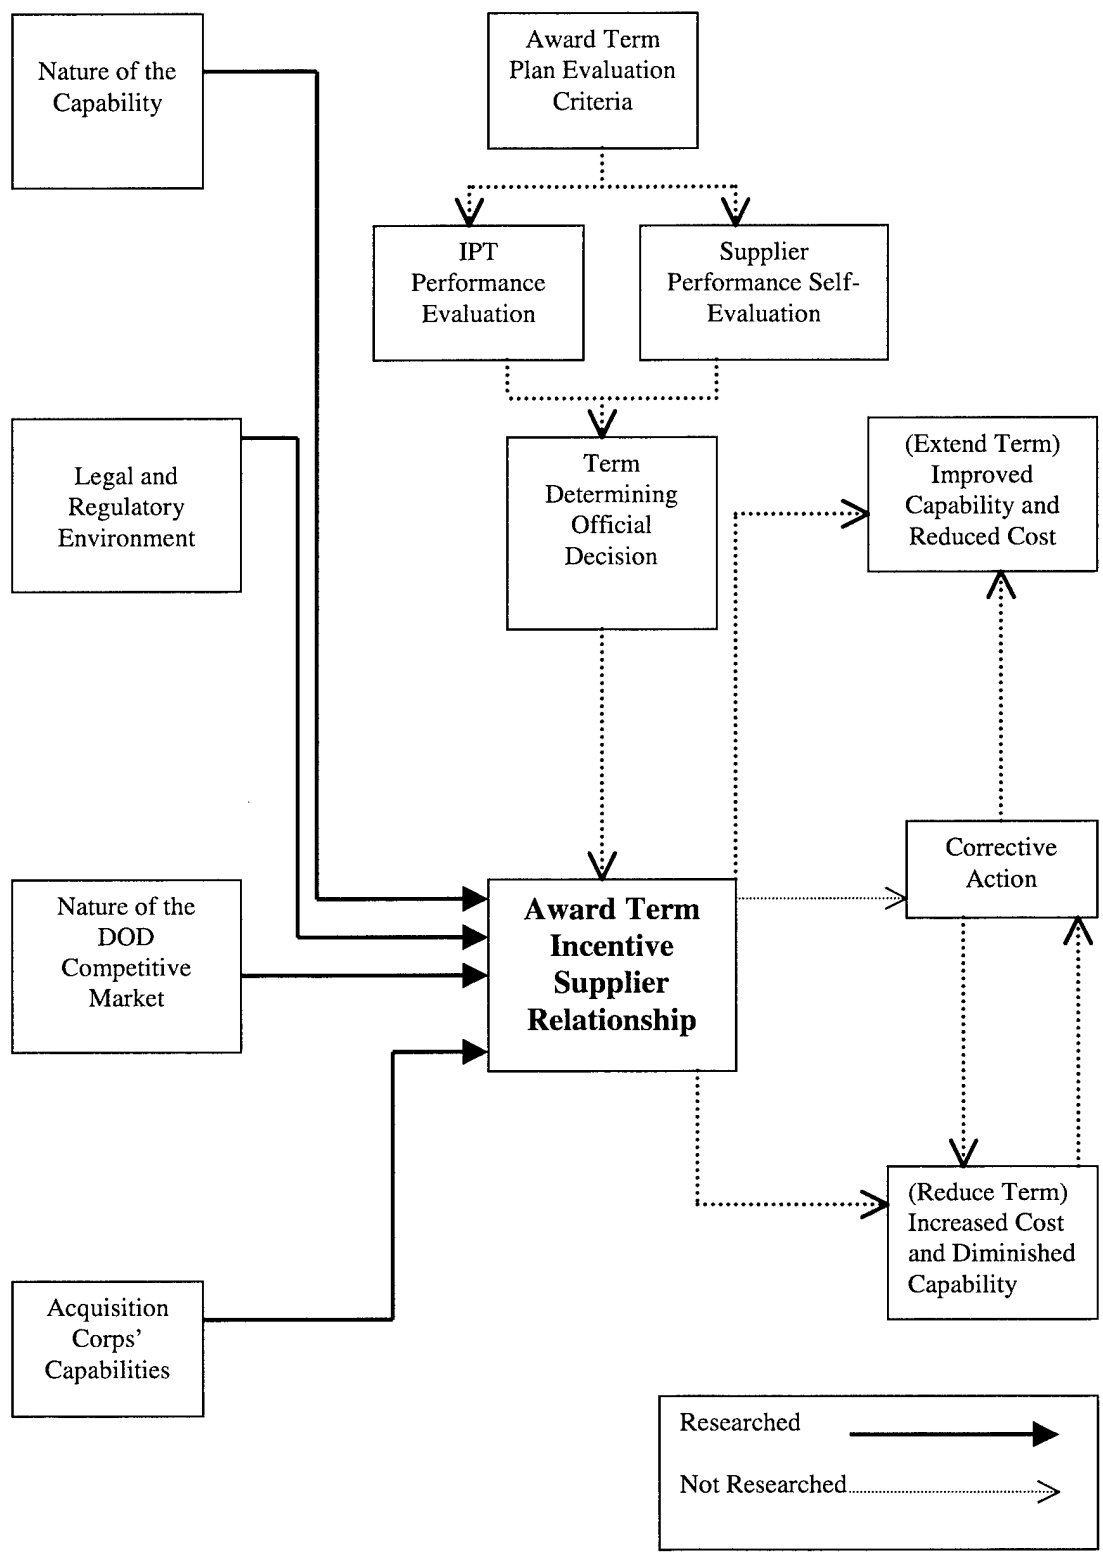 Nature of the
Capability
Award Term
Plan Evaluation
Criteria
IPT
Performance
Evaluation
Supplier
Performance Self-
Evaluation
Legal and
Regulatory
Environment
Term
Determining
Official
Decision
(Extend Term)
Improved
Capability and
Reduced Cost
Nature of the
DOD
Competitive
Market
Award Term
Incentive
Supplier
Relationship
Corrective
Action
(Reduce Term)
Increased Cost
and Diminished
Capability
Acquisition
Corps'
Capabilities
Researched
Not Researched